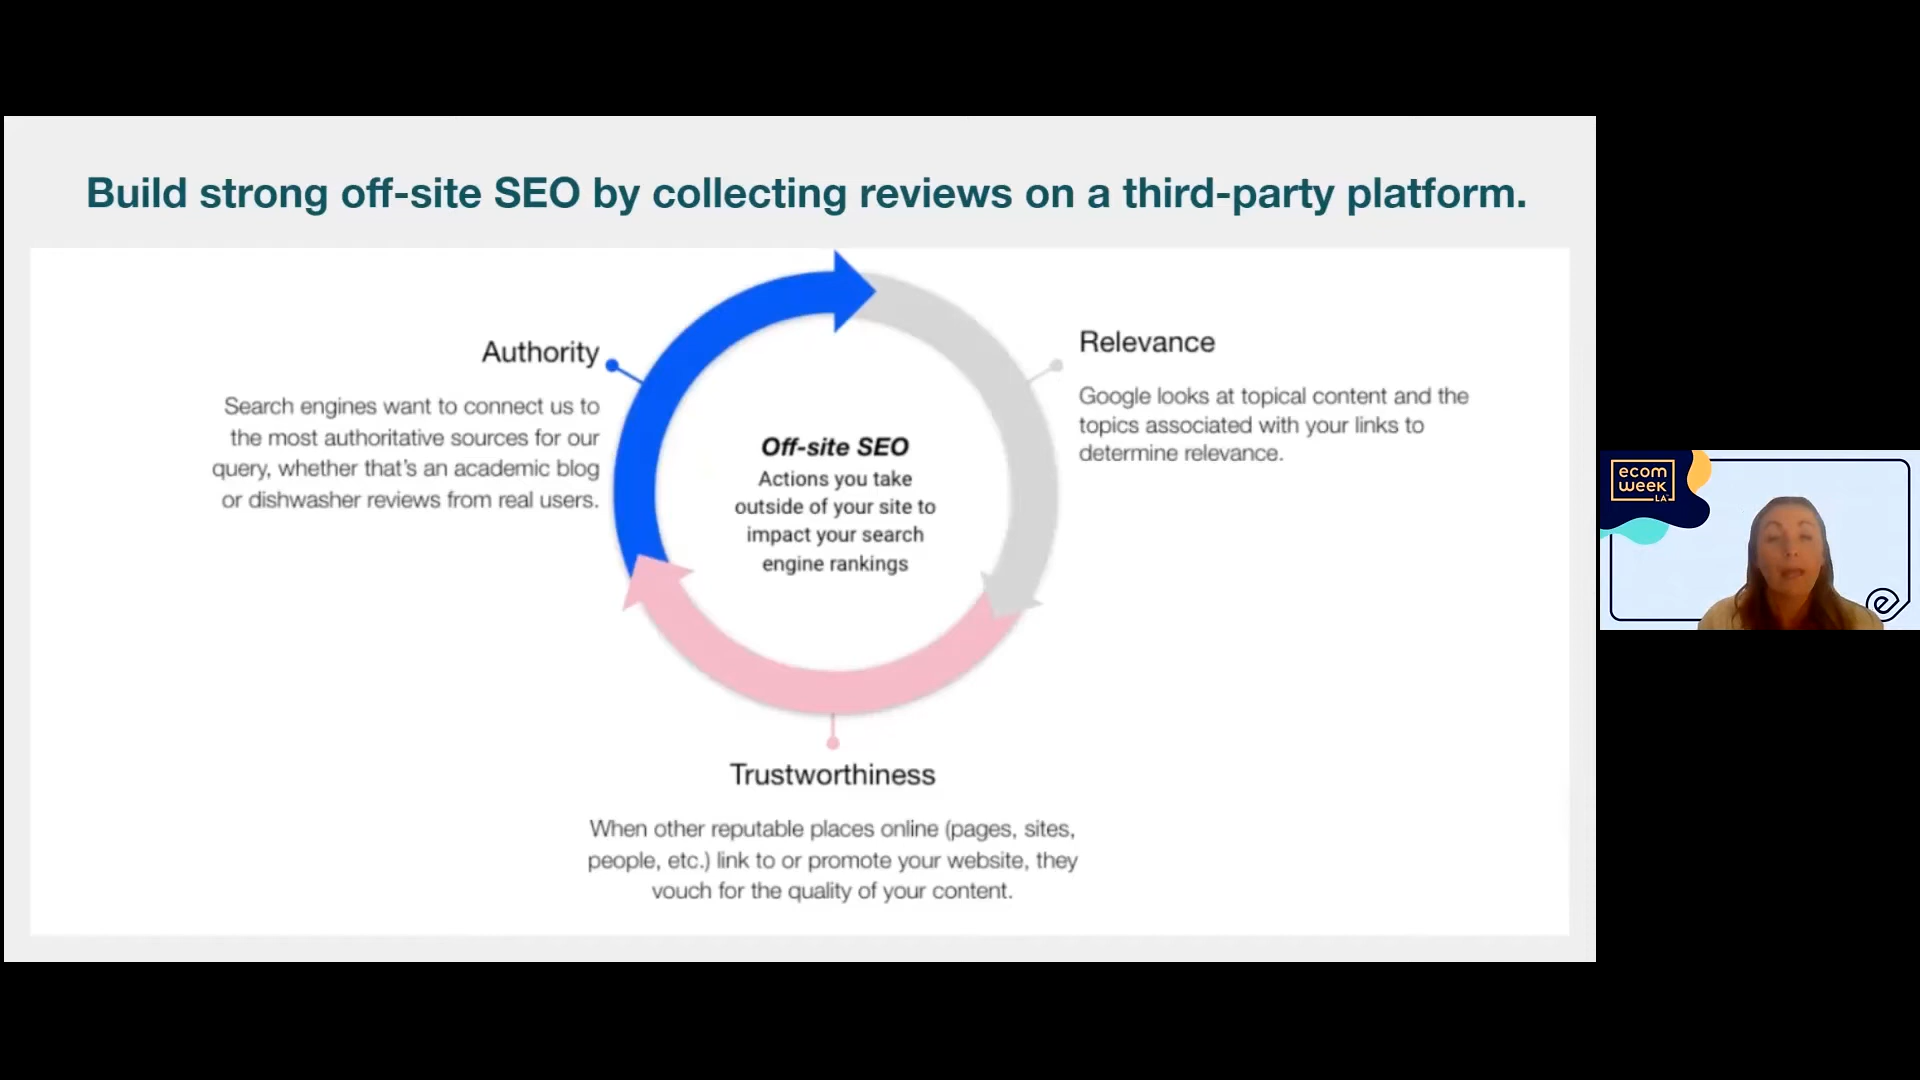 Build strong off-site SEO by collecting reviews on a third-party platform.
Authority
Search engines want to connect us to
the most authoritative sources for our
query, whether that’s an academic blog
or dishwasher reviews from real users.
Off-site SEO
Actions you take
outside of your site to
impact your search
engine rankings
Relevance
Google looks at topical content and the
topics associated with your links to
determine relevance.
Trustworthiness
When other reputable places online (pages, sites,
people, etc.) link to or promote your website, they
vouch for the quality of your content.
ecom
week
LA